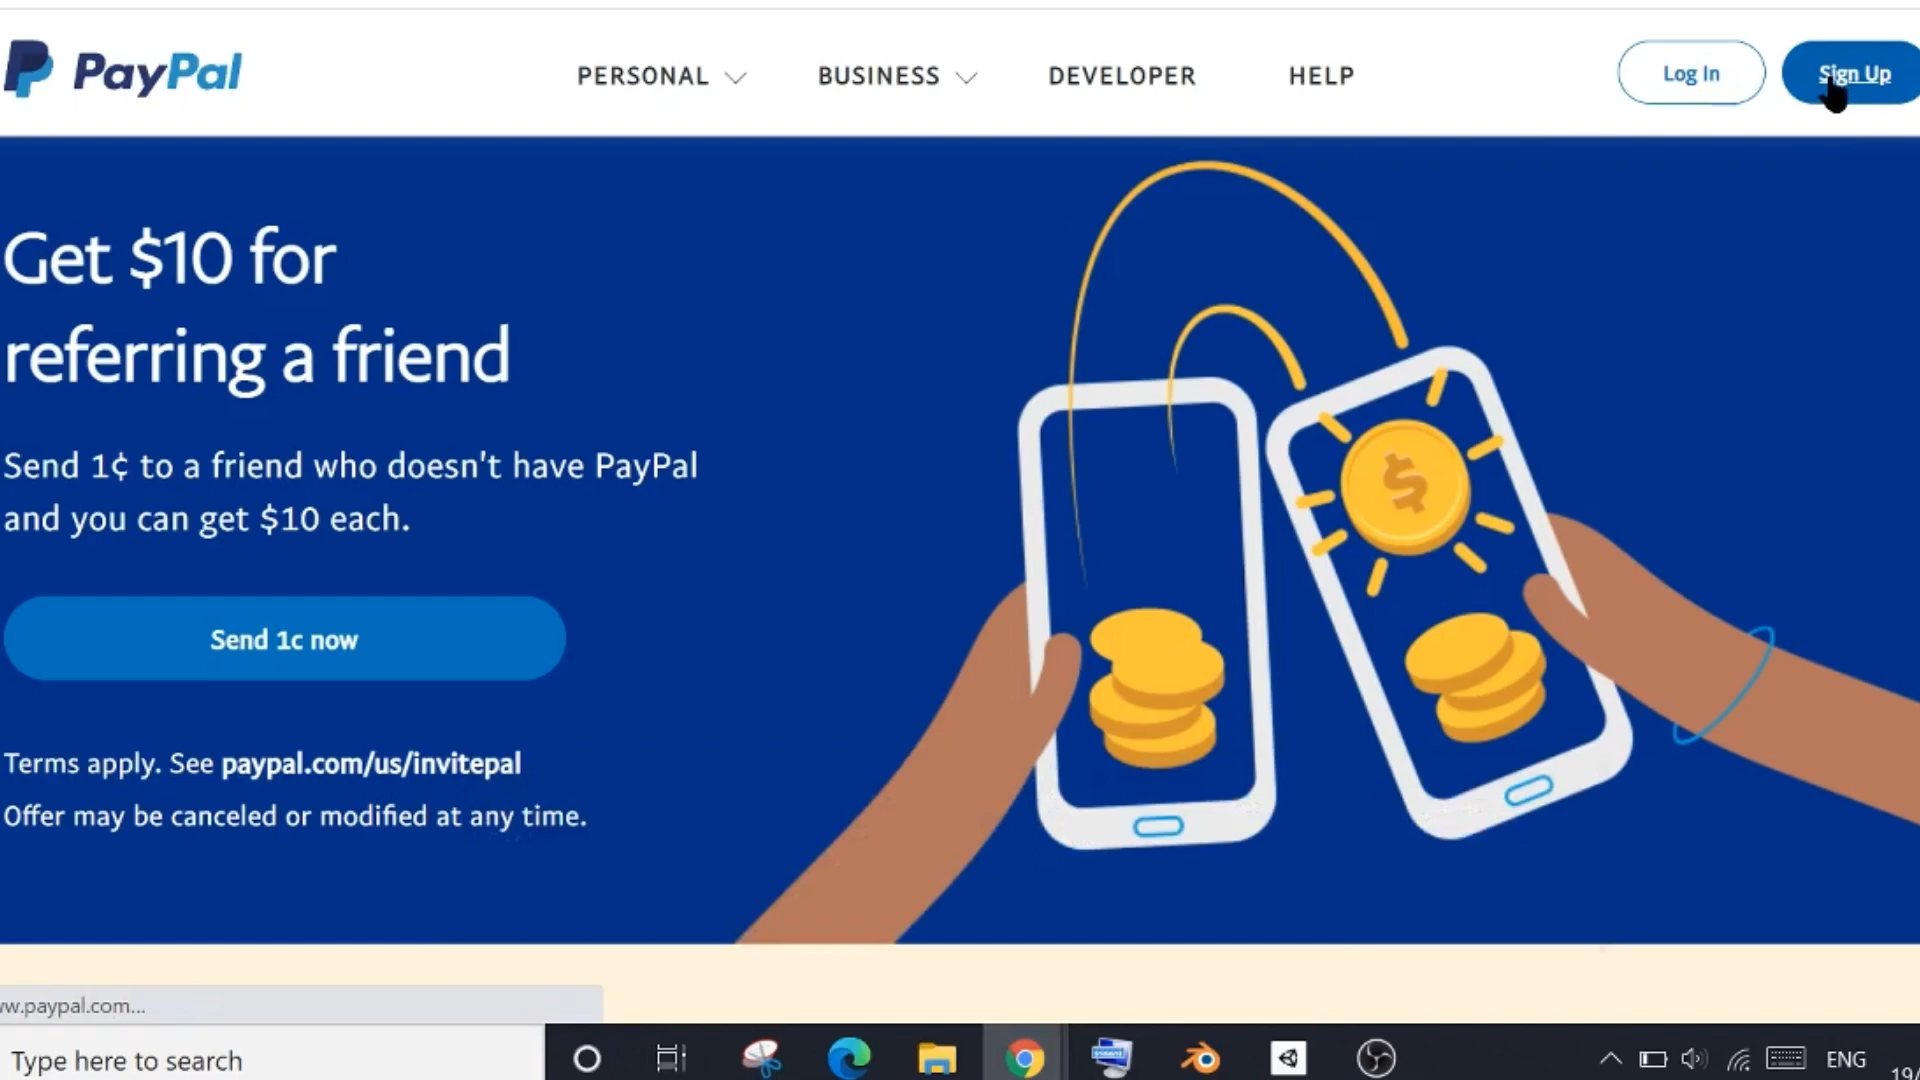 PayPal
PERSONAL
BUSINESS
DEVELOPER
HELP
Log In
Sign Up
Get $10 for
referring a friend
Send 1¢ to a friend who doesn't have PayPal
and you can get $10 each.
Send 1c now
Terms apply. See paypal.com/us/invitepal
Offer may be canceled or modified at any time.
$
w.paypal.com...
Type here to search
ENG
19/